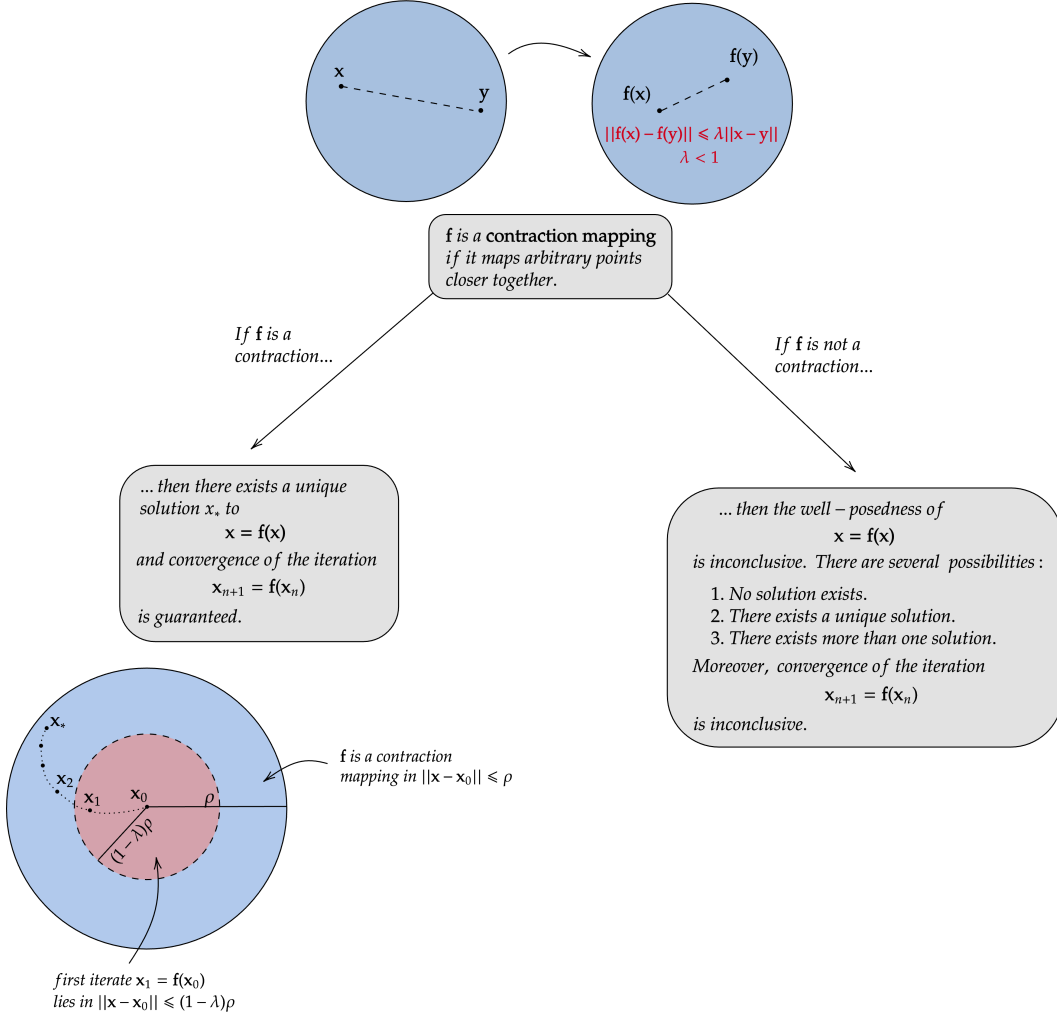 x
y
f(x)
f(y)
||f(x) – f(y)|| ⩽ λ||x – y||
λ < 1
f is a contraction mapping
if it maps arbitrary points
closer together.
If f is a
contraction...
If f is not a
contraction...
... then there exists a unique
solution x* to
x = f(x)
and convergence of the iteration
xₙ₊₁ = f(xₙ)
is guaranteed.
... then the well – posedness of
x = f(x)
is inconclusive. There are several possibilities :
1. No solution exists.
2. There exists a unique solution.
3. There exists more than one solution.
Moreover, convergence of the iteration
xₙ₊₁ = f(xₙ)
is inconclusive.
x*
x₂
x₁
x₀
ρ
(1 – λ)ρ
f is a contraction
mapping in ||x – x₀|| ⩽ ρ
first iterate x₁ = f(x₀)
lies in ||x – x₀|| ⩽ (1 – λ)ρ